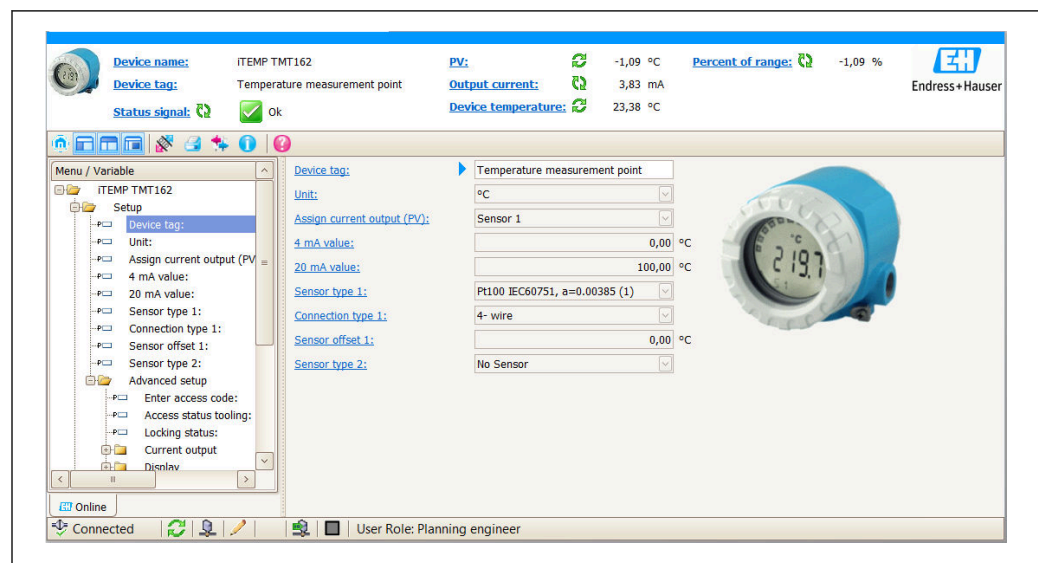 Device name: iTEMP TMT162 PV: -1,09 °C Percent of range: -1,09 %
Device tag: Temperature measurement point Output current: 3,83 mA
Status signal: Ok Device temperature: 23,38 °C
EH
Endress+Hauser
Menu / Variable
iTEMP TMT162
Setup
Device tag:
Unit:
Assign current output (PV
4 mA value:
20 mA value:
Sensor type 1:
Connection type 1:
Sensor offset 1:
Sensor type 2:
Advanced setup
Enter access code:
Access status tooling:
Locking status:
Current output
Display
Device tag: Temperature measurement point
Unit: °C
Assign current output (PV): Sensor 1
4 mA value: 0,00 °C
20 mA value: 100,00 °C
Sensor type 1: Pt100 IEC60751, a=0.00385 (1)
Connection type 1: 4- wire
Sensor offset 1: 0,00 °C
Sensor type 2: No Sensor
°C
219.7
S1
EH Online
Connected User Role: Planning engineer